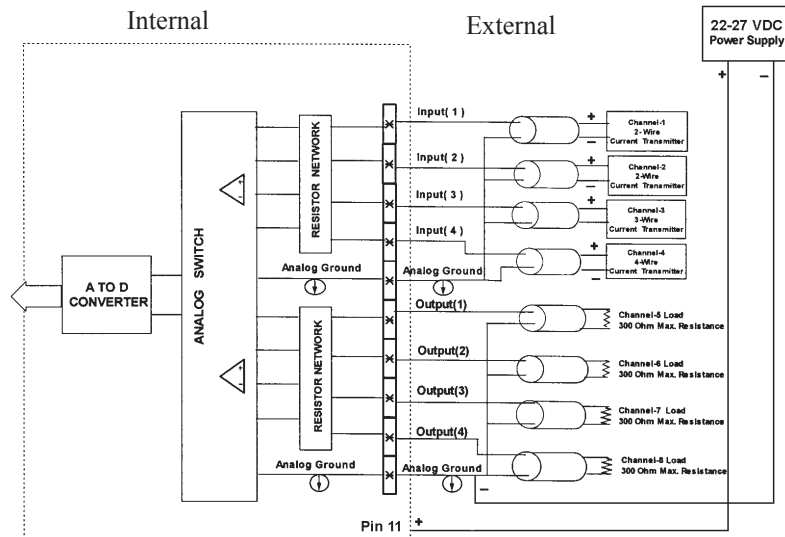 Internal
External
22-27 VDC
Power Supply
+
–
Input( 1 )
Input( 2 )
Input( 3 )
Input( 4 )
Analog Ground
Analog Ground
+
Channel-1
2- Wire
Current Transmitter
–
+
Channel-2
2-Wire
Current Transmitter
–
+
Channel-3
3-Wire
Current Transmitter
+
Channel-4
4-Wire
Current Transmitter
–
A TO D
CONVERTER
ANALOG SWITCH
RESISTOR NETWORK
RESISTOR NETWORK
Output(1)
Output(2)
Output(3)
Output(4)
Analog Ground
Analog Ground
–
Channel-5 Load
300 Ohm Max. Resistance
Channel-6 Load
300 Ohm Max. Resistance
Channel-7 Load
300 Ohm Max. Resistance
Channel-8 Load
300 Ohm Max. Resistance
Pin 11
+